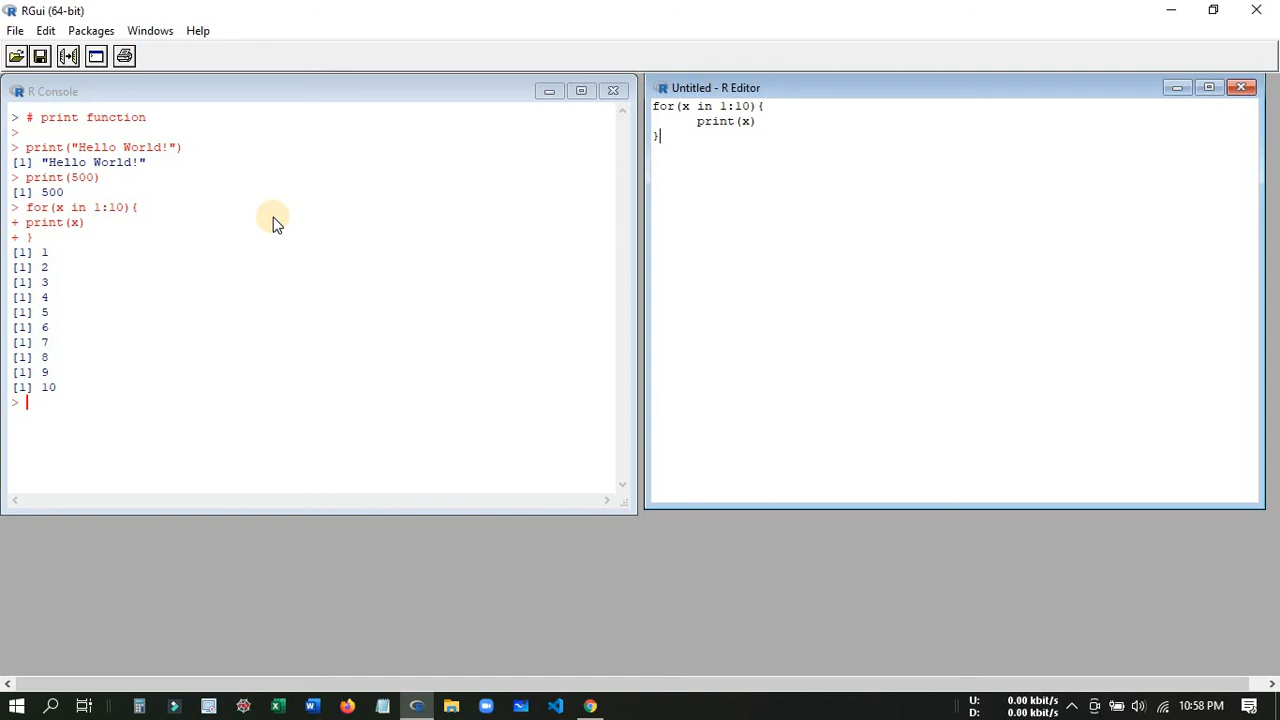 RGui (64-bit)
File Edit Packages Windows Help
R Console
> # print function
>
> print("Hello World!")
[1] "Hello World!"
> print(500)
[1] 500
> for(x in 1:10){
+ print(x)
+ }
[1] 1
[1] 2
[1] 3
[1] 4
[1] 5
[1] 6
[1] 7
[1] 8
[1] 9
[1] 10
>
Untitled - R Editor
for(x in 1:10){
print(x)
}
U: 0.00 kbit/s
D: 0.00 kbit/s
10:58 PM